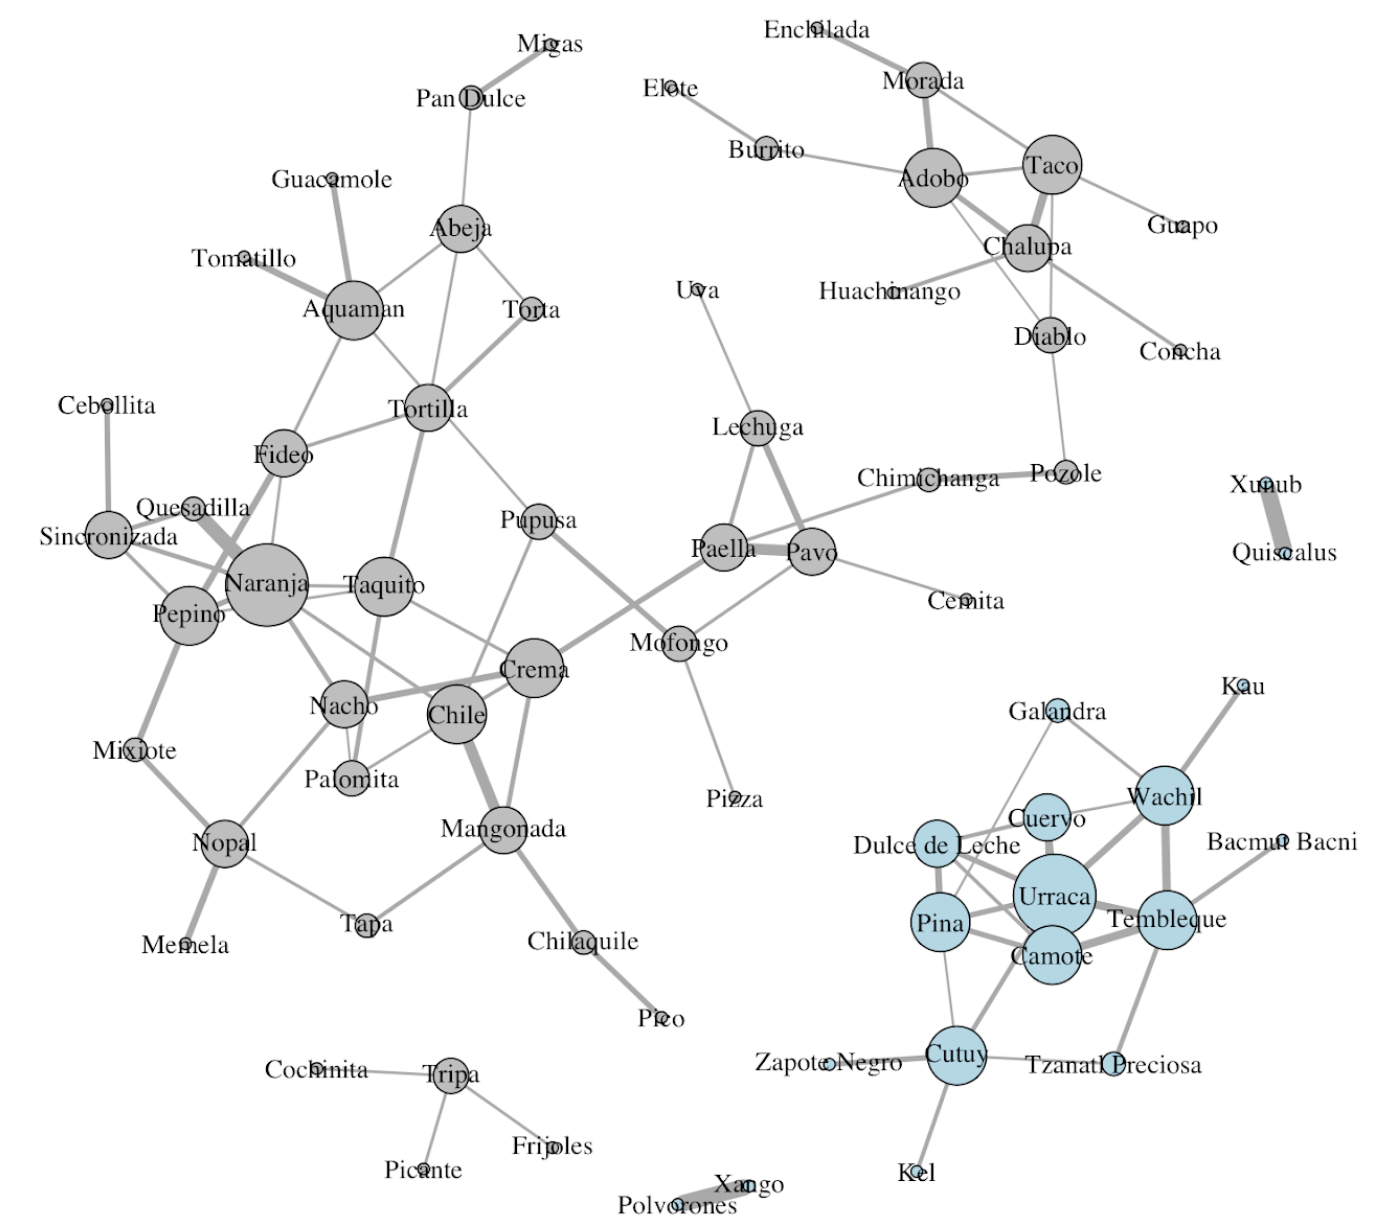 Enchilada
Migas
Morada
Elote
Pan Dulce
Burrito
Taco
Adobo
Guacamole
Guapo
Abeja
Chalupa
Tomatillo
Uva
Huachinango
Aquaman
Torta
Diablo
Concha
Cebollita
Tortilla
Lechuga
Fideo
Chimichanga
Pozole
Xunub
Quesadilla
Pupusa
Sincronizada
Paella
Pavo
Quiscalus
Naranja
Taquito
Cemita
Pepino
Mofongo
Crema
Kau
Nacho
Chile
Galandra
Mixiote
Palomita
Pizza
Wachil
Cuervo
Mangonada
Nopal
Dulce de Leche
Bacmut Bacni
Urraca
Tapa
Pina
Tembleque
Memela
Chilaquile
Camote
Pico
Cutuy
Zapote Negro
Tzanatl Preciosa
Cochinita
Tripa
Frijoles
Picante
Kel
Xango
Polvorones